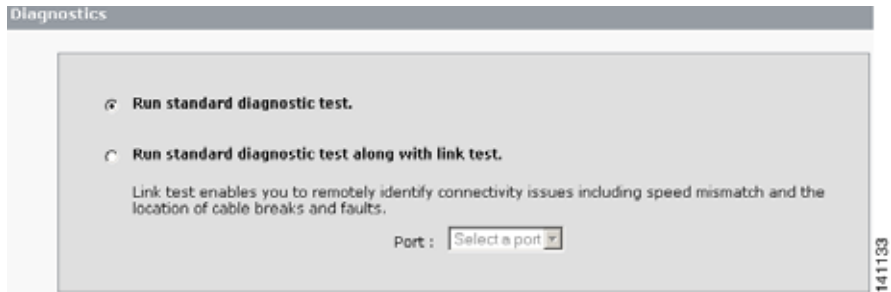 Diagnostics
Run standard diagnostic test.
Run standard diagnostic test along with link test.
Link test enables you to remotely identify connectivity issues including speed mismatch and the
location of cable breaks and faults.
Port : Select a port
141133